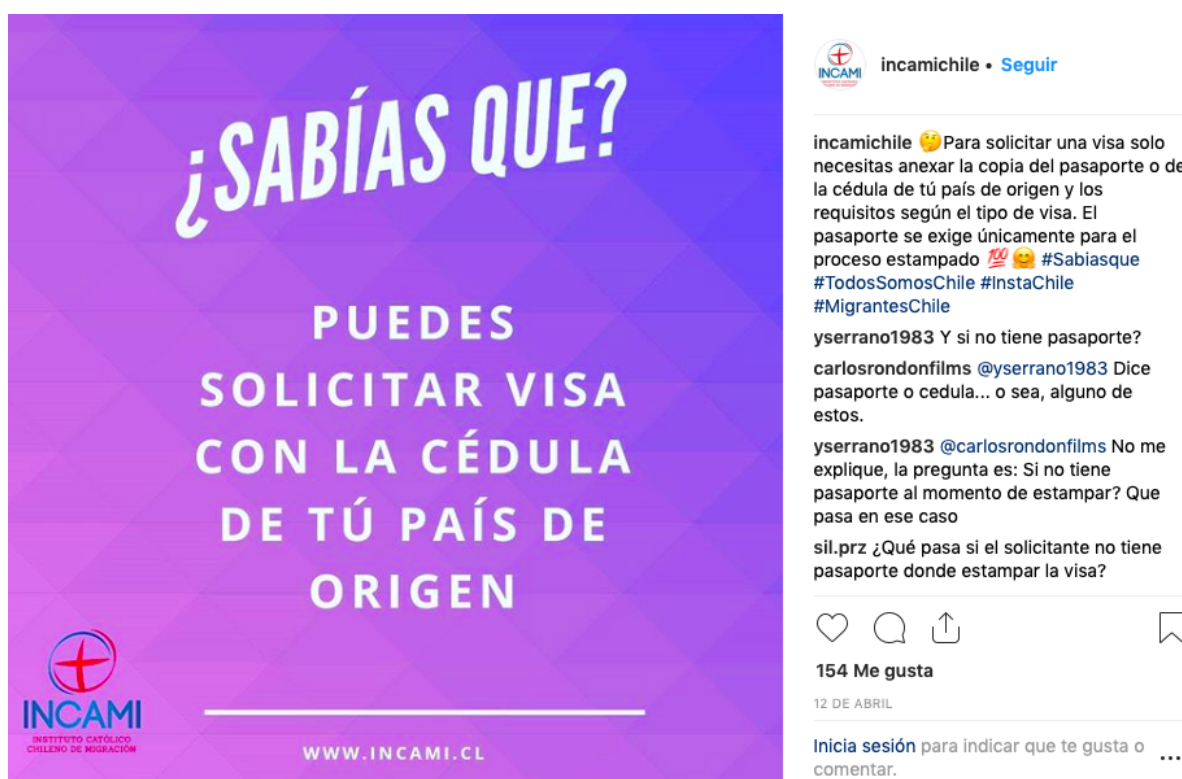 ¿SABÍAS QUE?
PUEDES
SOLICITAR VISA
CON LA CÉDULA
DE TÚ PAÍS DE
ORIGEN
INCAMI
INSTITUTO CATÓLICO
CHILENO DE MIGRACIÓN
WWW.INCAMI.CL
INCAMI
incamichile • Seguir
incamichile 🤔Para solicitar una visa solo
necesitas anexar la copia del pasaporte o de
la cédula de tú país de origen y los
requisitos según el tipo de visa. El
pasaporte se exige únicamente para el
proceso estampado 💯 🤗 #Sabiasque
#TodosSomosChile #InstaChile
#MigrantesChile
yserrano1983 Y si no tiene pasaporte?
carlosrondonfilms @yserrano1983 Dice
pasaporte o cedula... o sea, alguno de
estos.
yserrano1983 @carlosrondonfilms No me
explique, la pregunta es: Si no tiene
pasaporte al momento de estampar? Que
pasa en ese caso
sil.prz ¿Qué pasa si el solicitante no tiene
pasaporte donde estampar la visa?
154 Me gusta
12 DE ABRIL
Inicia sesión para indicar que te gusta o
comentar.